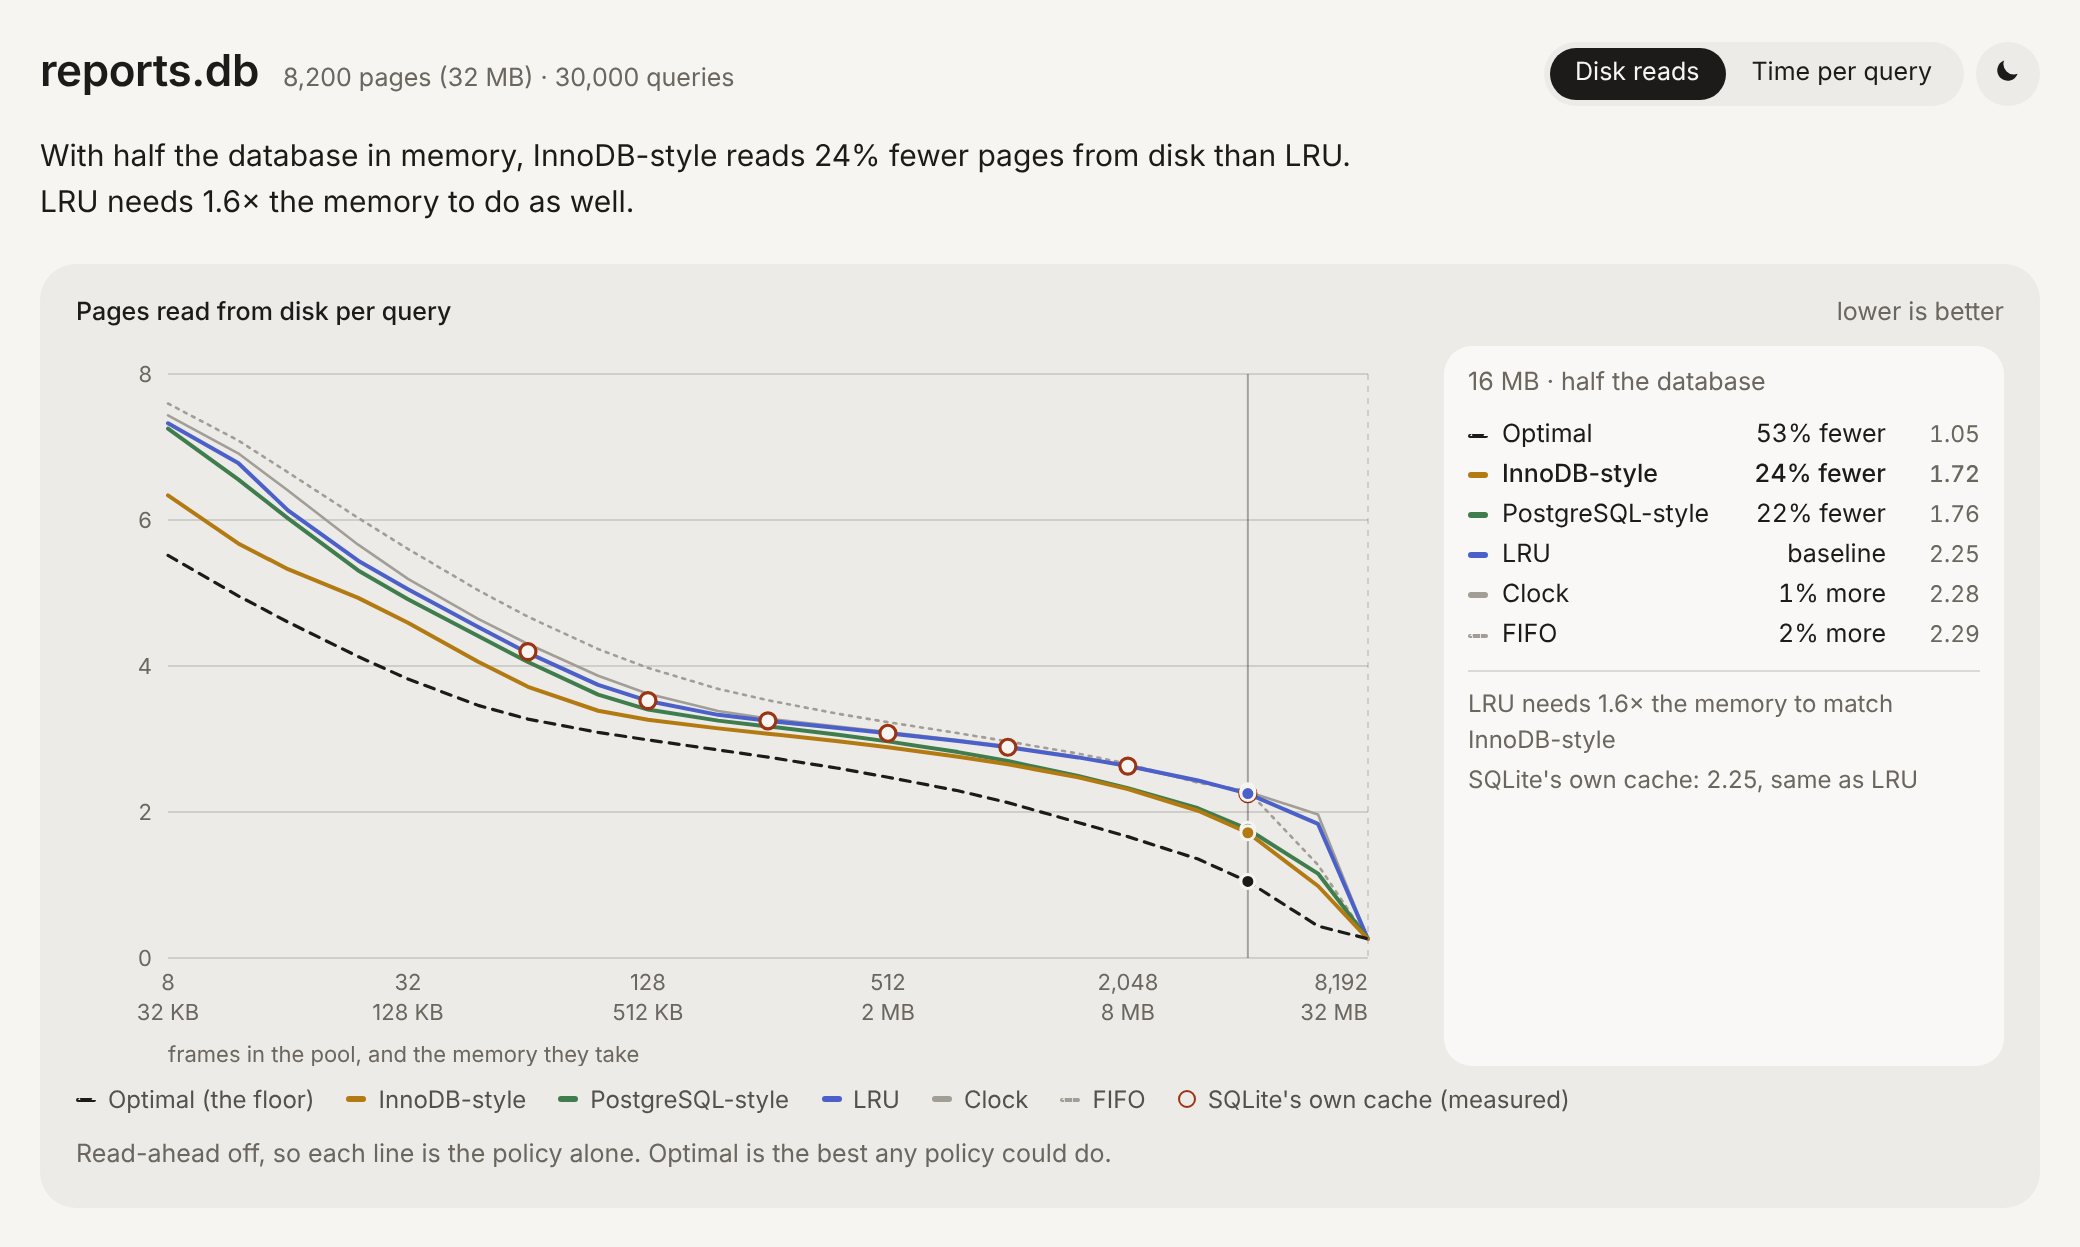 reports.db 8,200 pages (32 MB) · 30,000 queries
Disk reads Time per query
With half the database in memory, InnoDB-style reads 24% fewer pages from disk than LRU.
LRU needs 1.6× the memory to do as well.
Pages read from disk per query
lower is better
8
6
4
2
0
8 32 128 512 2,048 8,192
32 KB 128 KB 512 KB 2 MB 8 MB 32 MB
frames in the pool, and the memory they take
16 MB · half the database
Optimal 53% fewer 1.05
InnoDB-style 24% fewer 1.72
PostgreSQL-style 22% fewer 1.76
LRU baseline 2.25
Clock 1% more 2.28
FIFO 2% more 2.29
LRU needs 1.6× the memory to match
InnoDB-style
SQLite's own cache: 2.25, same as LRU
Optimal (the floor) InnoDB-style PostgreSQL-style LRU Clock FIFO SQLite's own cache (measured)
Read-ahead off, so each line is the policy alone. Optimal is the best any policy could do.